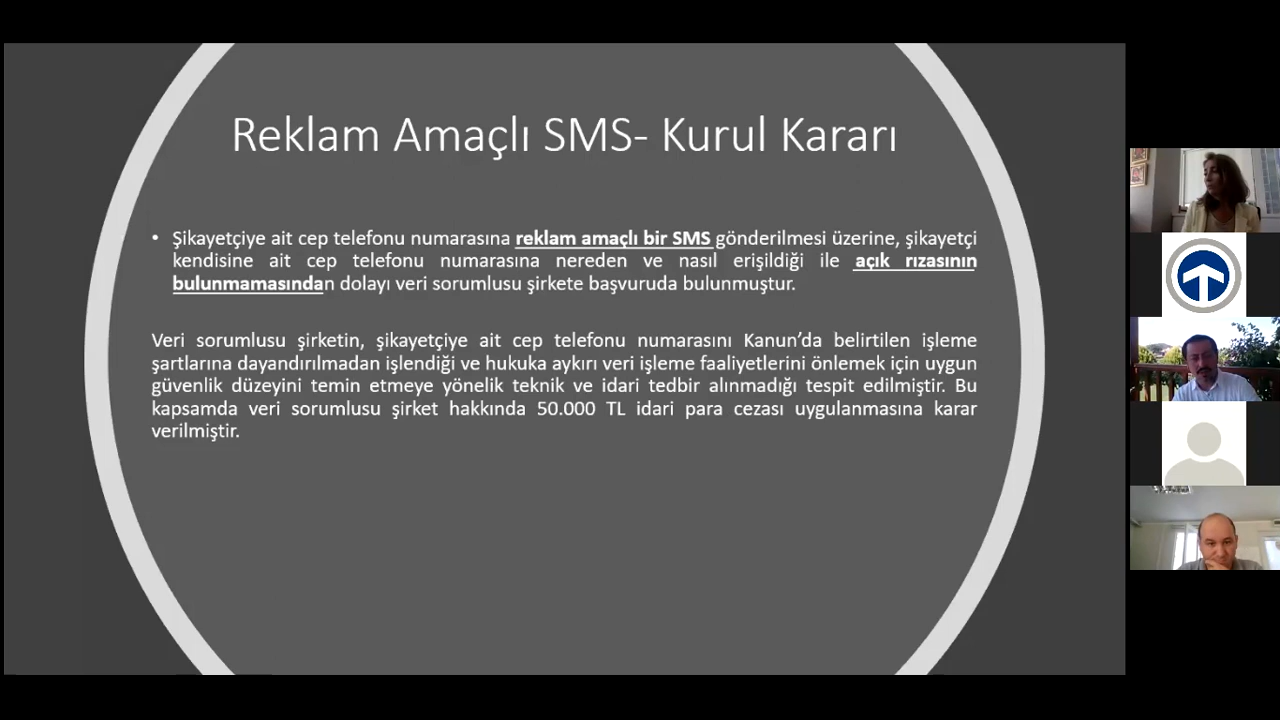 Reklam Amaçlı SMS- Kurul Kararı
• Şikayetçiye ait cep telefonu numarasına reklam amaçlı bir SMS gönderilmesi üzerine, şikayetçi
kendisine ait cep telefonu numarasına nereden ve nasıl erişildiği ile açık rızasının
bulunmamasından dolayı veri sorumlusu şirkete başvuruda bulunmuştur.
Veri sorumlusu şirketin, şikayetçiye ait cep telefonu numarasını Kanun’da belirtilen işleme
şartlarına dayandırılmadan işlendiği ve hukuka aykırı veri işleme faaliyetlerini önlemek için uygun
güvenlik düzeyini temin etmeye yönelik teknik ve idari tedbir alınmadığı tespit edilmiştir. Bu
kapsamda veri sorumlusu şirket hakkında 50.000 TL idari para cezası uygulanmasına karar
verilmiştir.